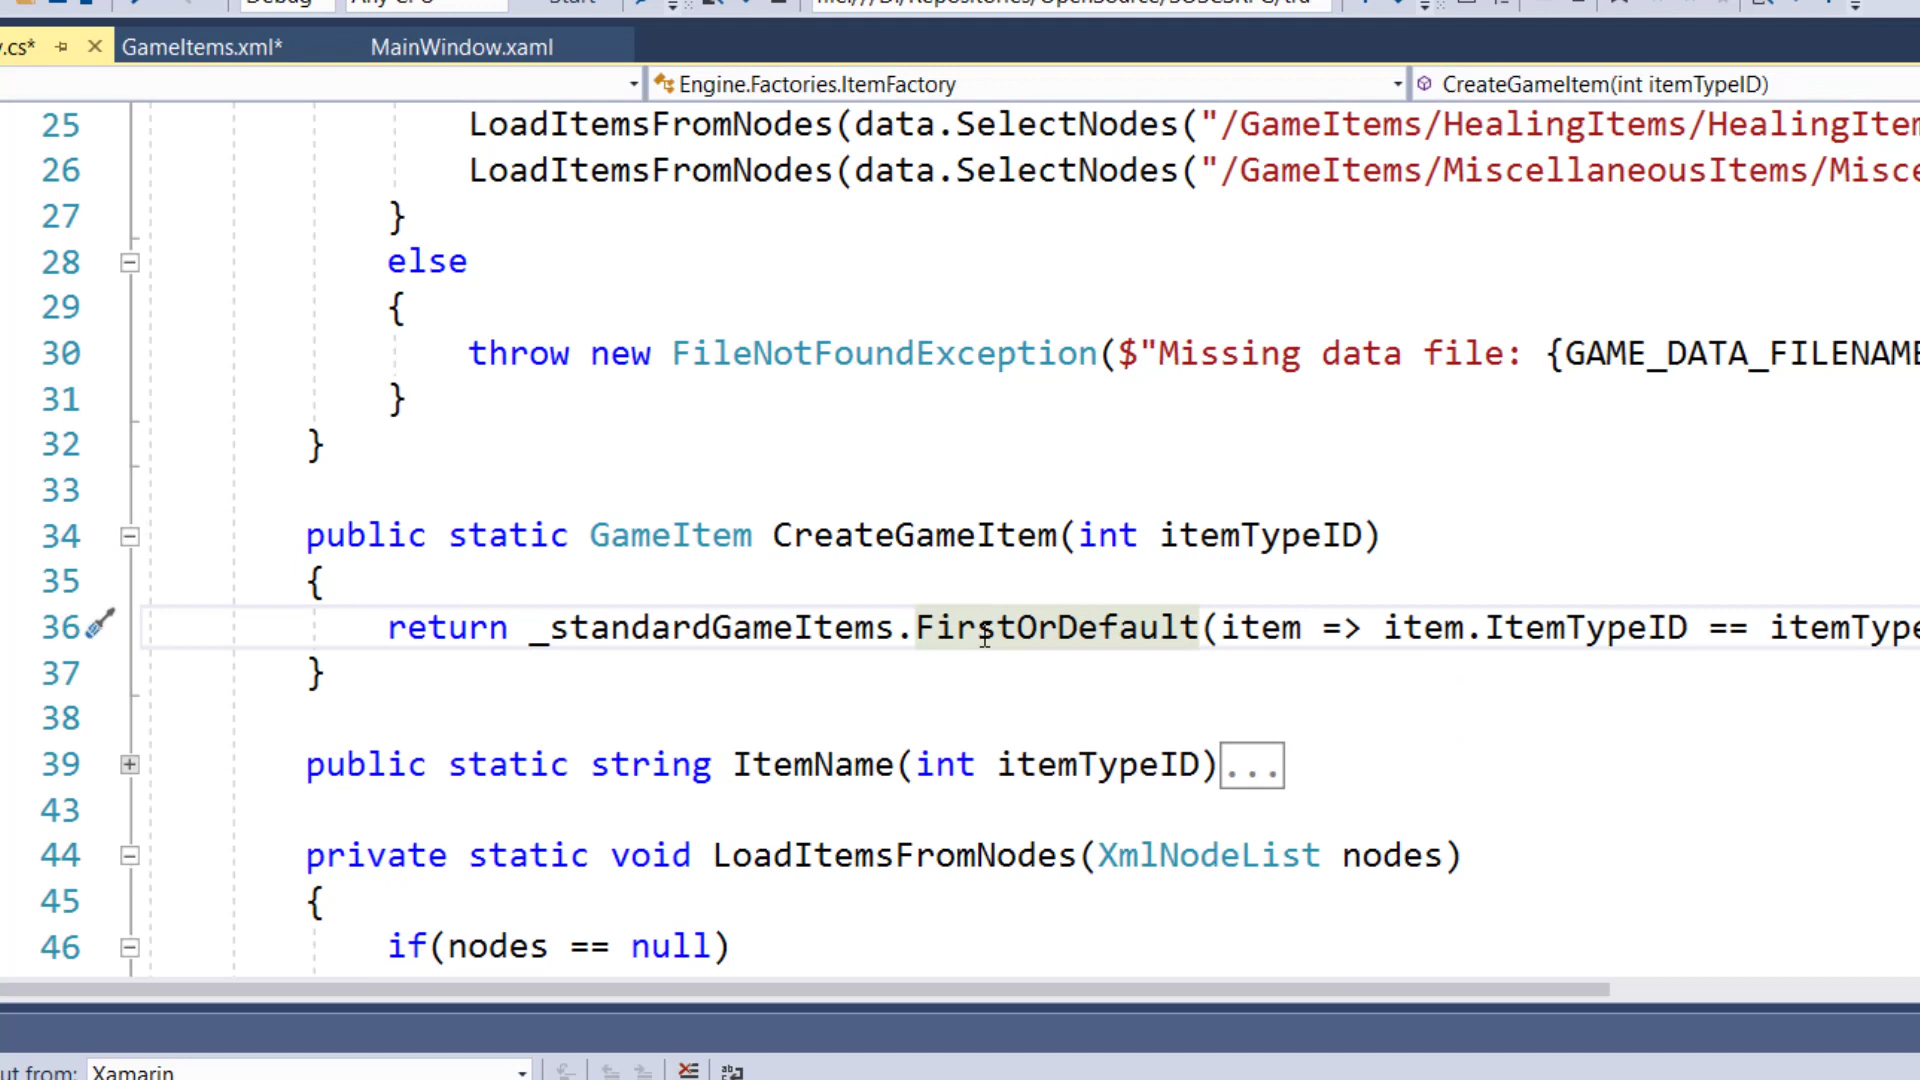 .cs* GameItems.xml* MainWindow.xaml
Engine.Factories.ItemFactory CreateGameItem(int itemTypeID)
25 LoadItemsFromNodes(data.SelectNodes("/GameItems/HealingItems/HealingItem
26 LoadItemsFromNodes(data.SelectNodes("/GameItems/MiscellaneousItems/Misce
27 }
28 else
29 {
30 throw new FileNotFoundException($"Missing data file: {GAME_DATA_FILENAME
31 }
32 }
33
34 public static GameItem CreateGameItem(int itemTypeID)
35 {
36 return _standardGameItems.FirstOrDefault(item => item.ItemTypeID == itemType
37 }
38
39 public static string ItemName(int itemTypeID)...
43
44 private static void LoadItemsFromNodes(XmlNodeList nodes)
45 {
46 if(nodes == null)
ut from: Xamarin